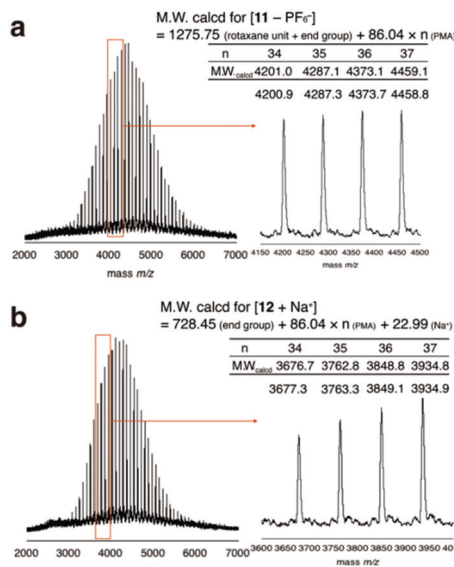 a
M.W. calcd for [11 – PF₆⁻]
= 1275.75 (rotaxane unit + end group) + 86.04 × n (PMA)
n 34 35 36 37
M.W.calcd 4201.0 4287.1 4373.1 4459.1
4200.9 4287.3 4373.7 4458.8
2000 3000 4000 5000 6000 7000
mass m/z
4150 4200 4250 4300 4350 4400 4450 4500
mass m/z
b
M.W. calcd for [12 + Na⁺]
= 728.45 (end group) + 86.04 × n (PMA) + 22.99 (Na⁺)
n 34 35 36 37
M.W.calcd 3676.7 3762.8 3848.8 3934.8
3677.3 3763.3 3849.1 3934.9
2000 3000 4000 5000 6000 7000
mass m/z
3600 3650 3700 3750 3800 3850 3900 3950 40
mass m/z